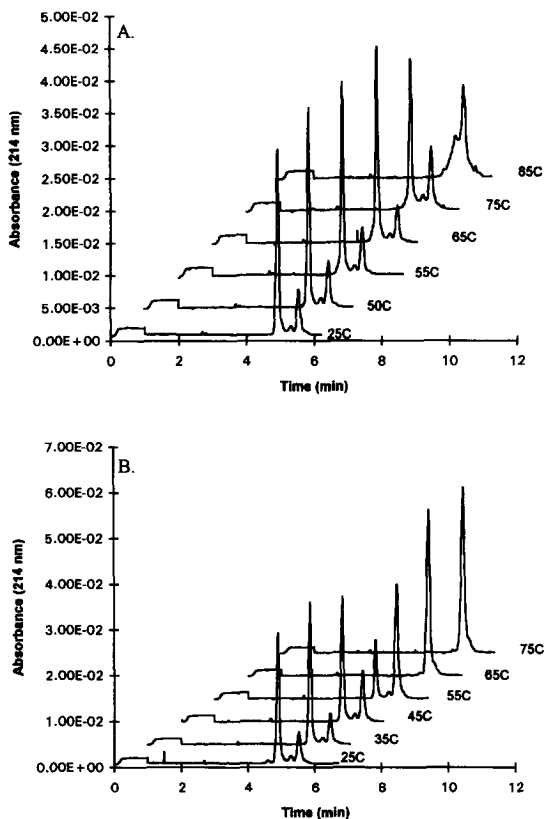 A.
5.00E-02
4.50E-02
4.00E-02
3.50E-02
3.00E-02
2.50E-02
2.00E-02
1.50E-02
1.00E-02
5.00E-03
0.00E+00
Absorbance (214 nm)
85C
75C
65C
55C
50C
25C
0 2 4 6 8 10 12
Time (min)
B.
7.00E-02
6.00E-02
5.00E-02
4.00E-02
3.00E-02
2.00E-02
1.00E-02
0.00E+00
Absorbance (214 nm)
75C
65C
55C
45C
35C
25C
0 2 4 6 8 10 12
Time (min)